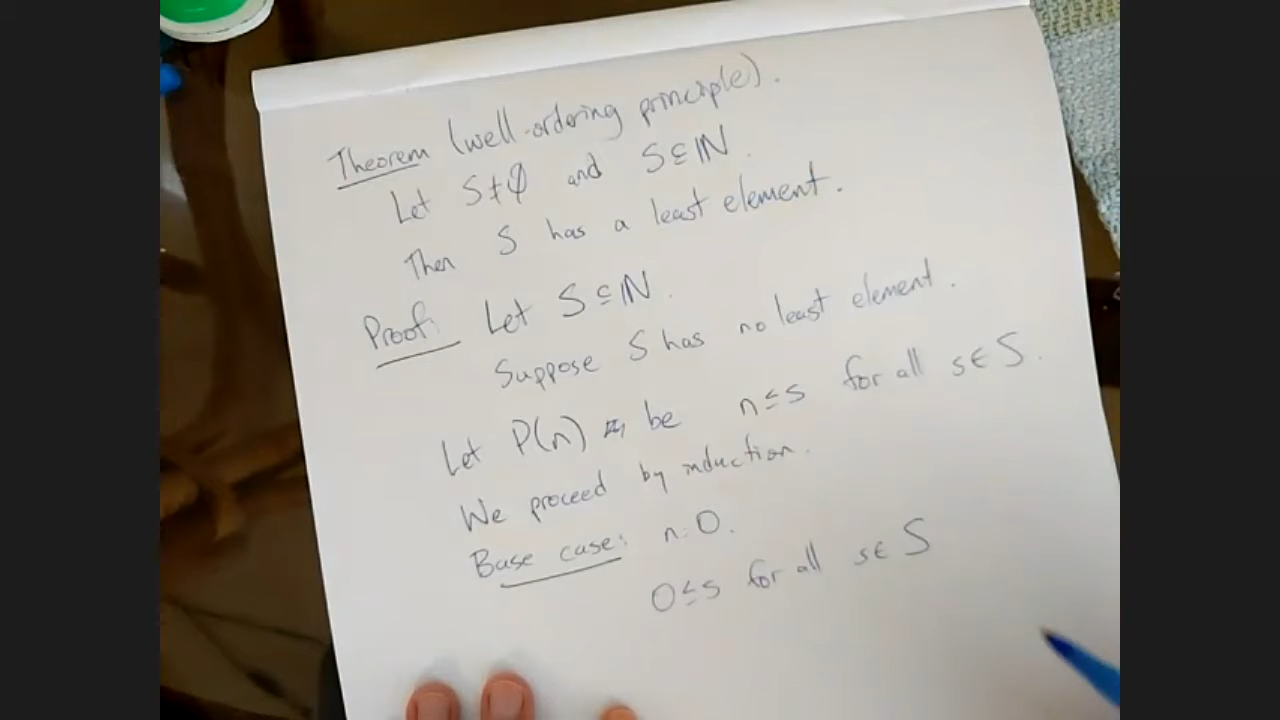 Theorem (well-ordering principle).
Let S≠∅ and S⊆ℕ.
Then S has a least element.
Proof: Let S⊆ℕ.
Suppose S has no least element.
Let P(n) be n≤s for all s∈S.
We proceed by induction.
Base case: n=0.
0≤s for all s∈S